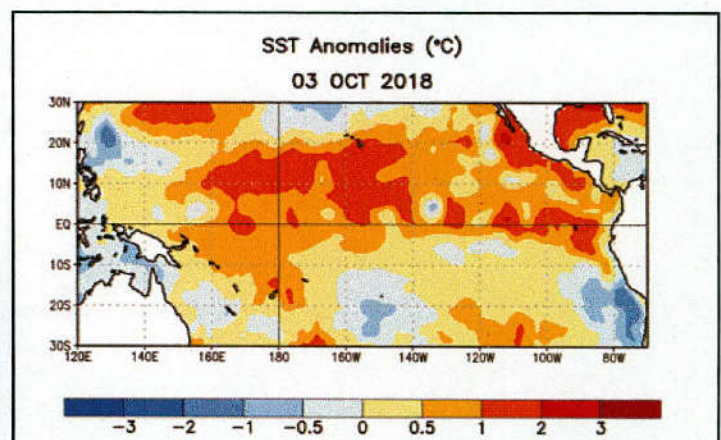 SST Anomalies (°C)
03 OCT 2018
30N
20N
10N
EQ
10S
20S
30S
120E 140E 160E 180 160W 140W 120W 100W 80W
-3 -2 -1 -0.5 0 0.5 1 2 3